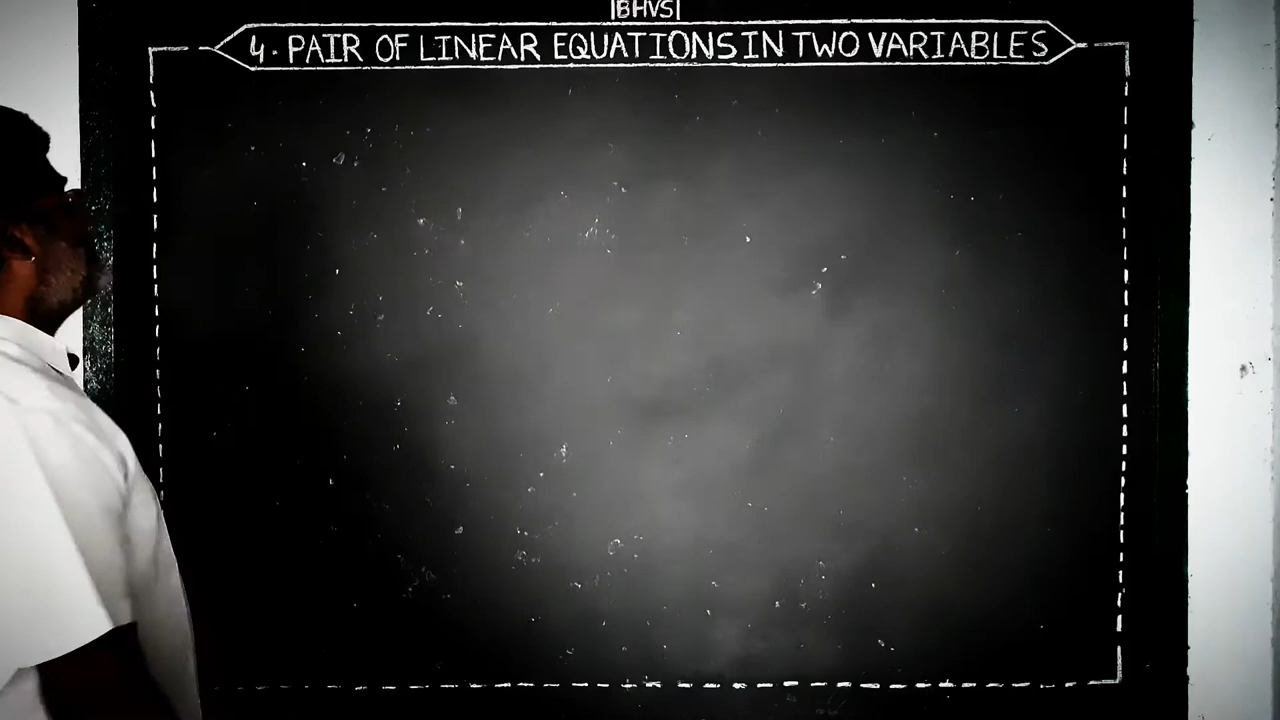 |BHVS|
4. PAIR OF LINEAR EQUATIONS IN TWO VARIABLES